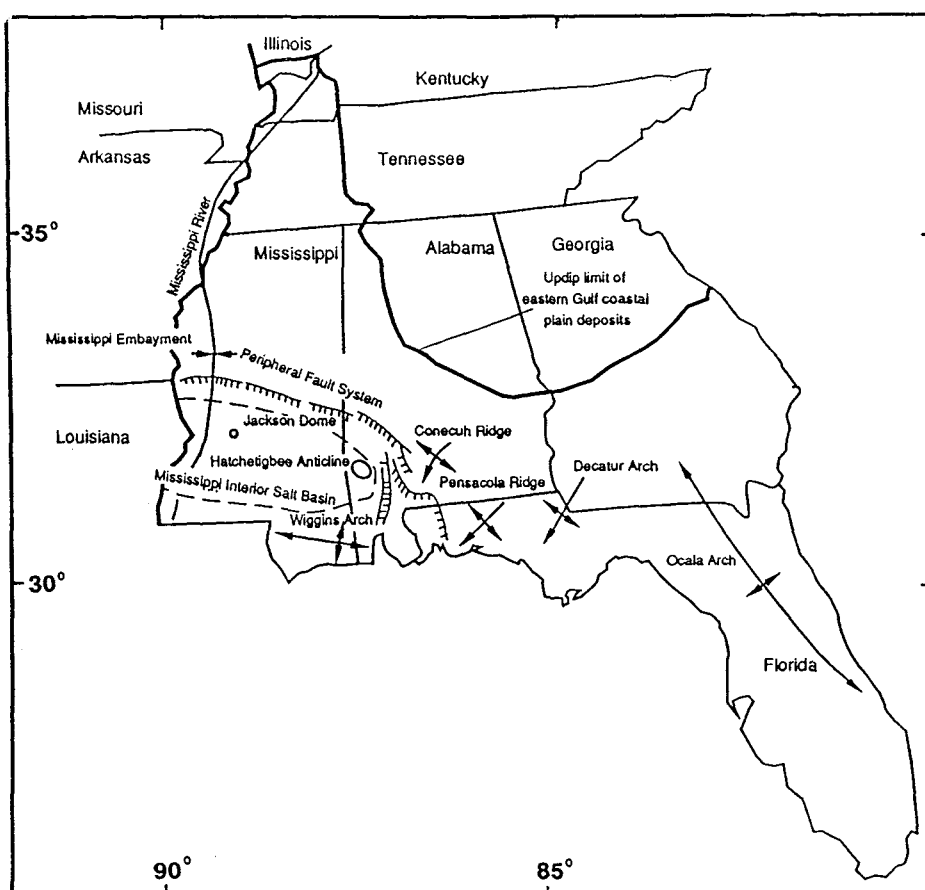 Illinois
Kentucky
Missouri
Arkansas
Tennessee
Mississippi River
35°
Mississippi
Alabama
Georgia
Updip limit of
eastern Gulf coastal
plain deposits
Mississippi Embayment
Peripheral Fault System
Jackson Dome
Louisiana
Conecuh Ridge
Hatchetigbee Anticline
Decatur Arch
Mississippi Interior Salt Basin
Pensacola Ridge
Wiggins Arch
Ocala Arch
30°
Florida
90°
85°